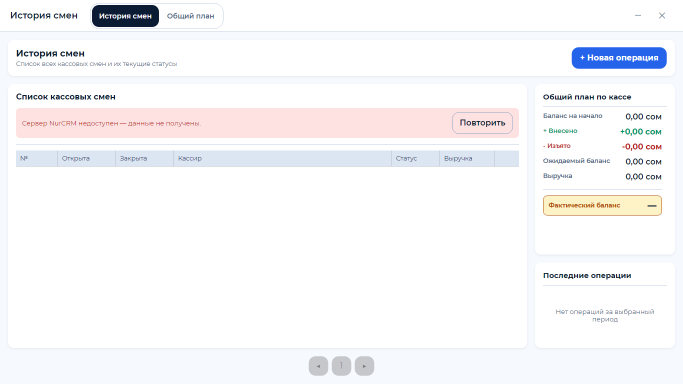 История смен
История смен
Общий план
История смен
Список всех кассовых смен и их текущие статусы
+ Новая операция
Список кассовых смен
Сервер NurCRM недоступен — данные не получены.
Повторить
№
Открыта
Закрыта
Кассир
Статус
Выручка
Общий план по кассе
Баланс на начало
0,00 сом
+ Внесено
+0,00 сом
- Изъято
-0,00 сом
Ожидаемый баланс
0,00 сом
Выручка
0,00 сом
Фактический баланс
—
Последние операции
Нет операций за выбранный
период.
1